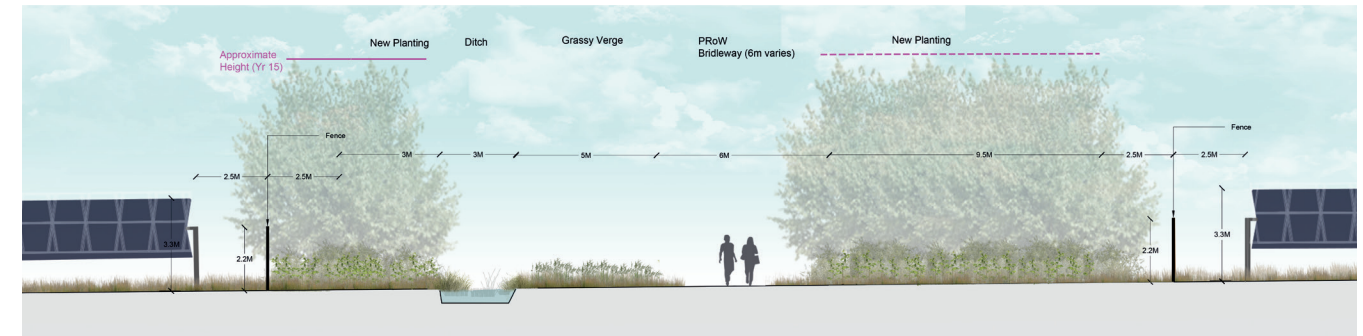 New Planting
Ditch
Grassy Verge
PRoW
Bridleway (6m varies)
New Planting
Approximate
Height (Yr 15)
Fence
Fence
3M
3M
5M
6M
9.5M
2.5M
2.5M
2.5M
2.5M
3.3M
2.2M
2.2M
3.3M